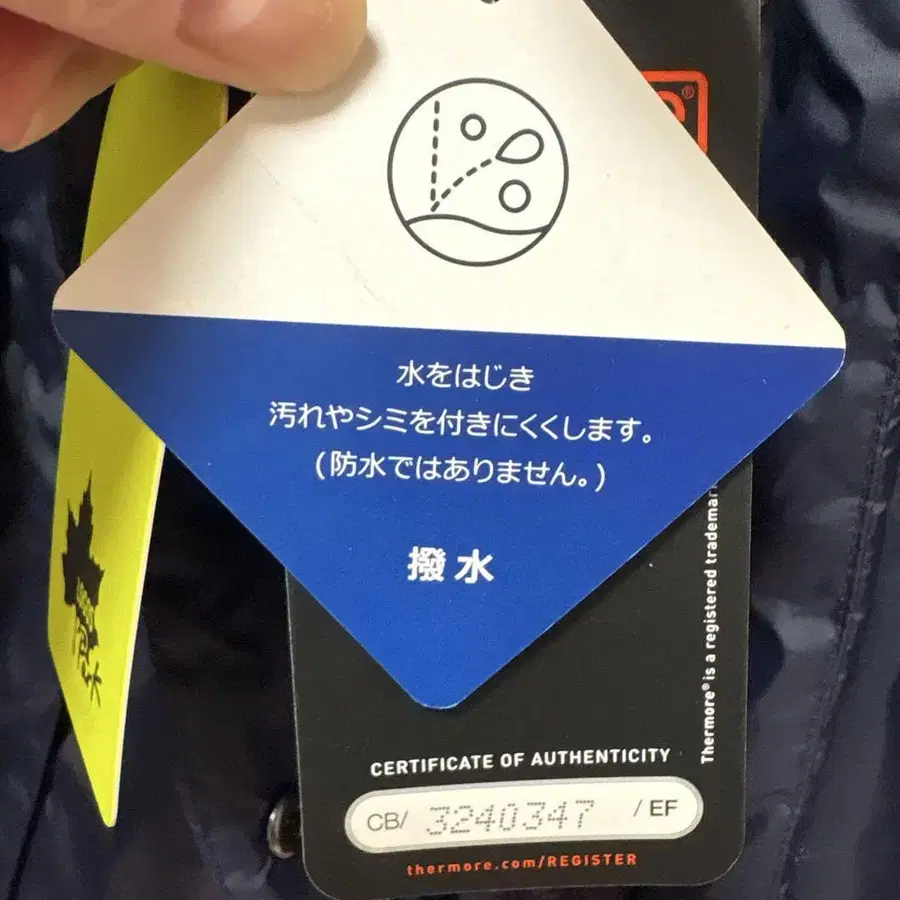 水をはじき
汚れやシミを付きにくくします。
(防水ではありません。)
撥水
Thermore® is a registered trademar
CERTIFICATE OF AUTHENTICITY
CB/ 3240347 / EF
thermore.com/REGISTER